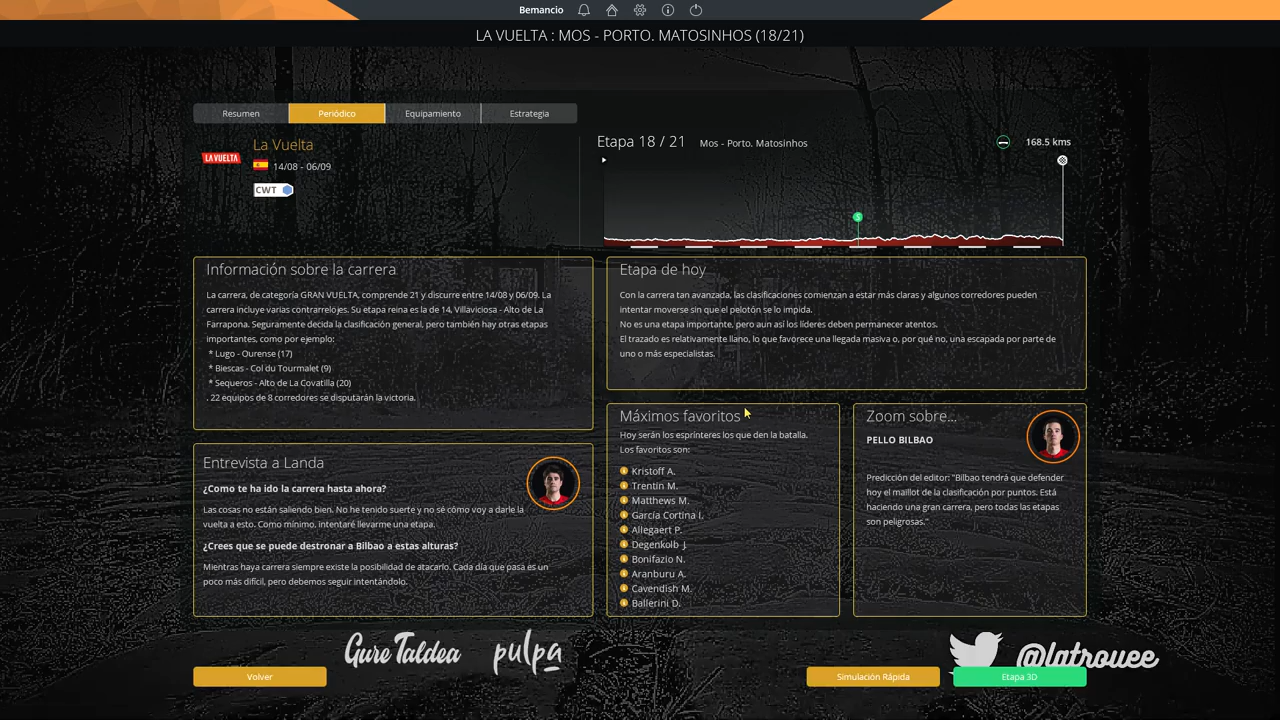 Bemancio
LA VUELTA : MOS - PORTO. MATOSINHOS (18/21)
Resumen
Periódico
Equipamiento
Estrategia
LA VUELTA
La Vuelta
14/08 - 06/09
CWT
Etapa 18 / 21 Mos - Porto. Matosinhos
168.5 kms
S
Información sobre la carrera
La carrera, de categoría GRAN VUELTA, comprende 21 y discurre entre 14/08 y 06/09. La
carrera incluye varias contrarrelojes. Su etapa reina es la de 14, Villaviciosa - Alto de La
Farrapona. Seguramente decida la clasificación general, pero también hay otras etapas
importantes, como por ejemplo:
* Lugo - Ourense (17)
* Biescas - Col du Tourmalet (9)
* Sequeros - Alto de La Covatilla (20)
. 22 equipos de 8 corredores se disputarán la victoria.
Etapa de hoy
Con la carrera tan avanzada, las clasificaciones comienzan a estar más claras y algunos corredores pueden
intentar moverse sin que el pelotón se lo impida.
No es una etapa importante, pero aun así los líderes deben permanecer atentos.
El trazado es relativamente llano, lo que favorece una llegada masiva o, por qué no, una escapada por parte de
uno o más especialistas.
Entrevista a Landa
¿Como te ha ido la carrera hasta ahora?
Las cosas no están saliendo bien. No he tenido suerte y no sé cómo voy a darle la
vuelta a esto. Como mínimo, intentaré llevarme una etapa.
¿Crees que se puede destronar a Bilbao a estas alturas?
Mientras haya carrera siempre existe la posibilidad de atacarlo. Cada día que pasa es un
poco más difícil, pero debemos seguir intentándolo.
Máximos favoritos
Hoy serán los esprínteres los que den la batalla.
Los favoritos son:
Kristoff A.
Trentin M.
Matthews M.
García Cortina I.
Allegaert P.
Degenkolb J.
Bonifazio N.
Aranburu A.
Cavendish M.
Ballerini D.
Zoom sobre...
PELLO BILBAO
Predicción del editor: "Bilbao tendrá que defender
hoy el maillot de la clasificación por puntos. Está
haciendo una gran carrera, pero todas las etapas
son peligrosas."
Gure Taldea
pulpa
@latrouee
Volver
Simulación Rápida
Etapa 3D